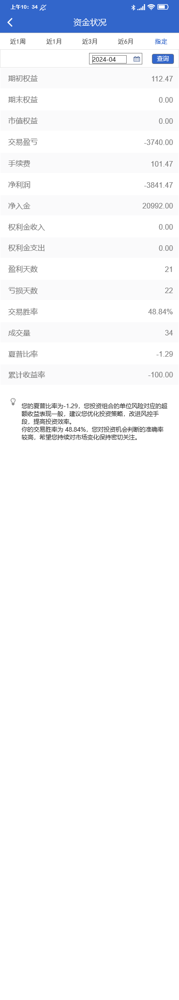 上午10：34
资金状况
近1周 近1月 近3月 近6月 指定
2024-04 查询
期初权益 112.47
期末权益 0.00
市值权益 0.00
交易盈亏 -3740.00
手续费 101.47
净利润 -3841.47
净入金 20992.00
权利金收入 0.00
权利金支出 0.00
盈利天数 21
亏损天数 22
交易胜率 48.84%
成交量 34
夏普比率 -1.29
累计收益率 -100.00
您的夏普比率为-1.29，您投资组合的单位风险对应的超
额收益表现一般，建议您优化投资策略，改进风控手
段，提高投资效率。
你的交易胜率为 48.84%，您对投资机会判断的准确率
较高，希望您持续对市场变化保持密切关注。